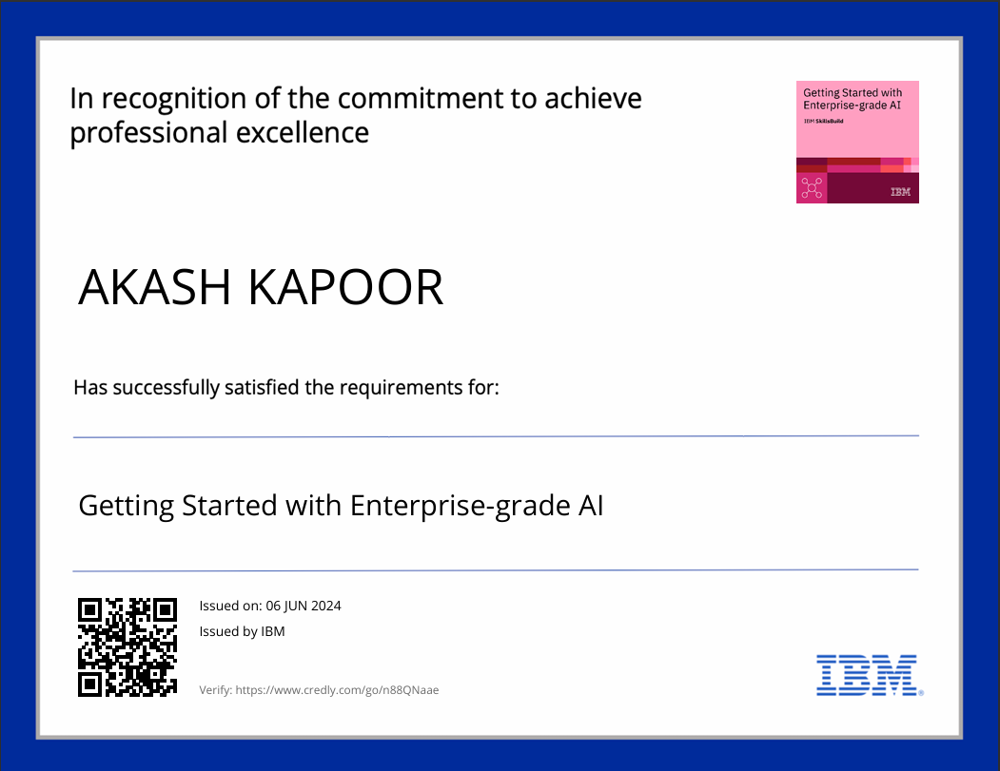 In recognition of the commitment to achieve
professional excellence
Getting Started with
Enterprise-grade AI
IBM SkillsBuild
IBM
AKASH KAPOOR
Has successfully satisfied the requirements for:
Getting Started with Enterprise-grade AI
Issued on: 06 JUN 2024
Issued by IBM
Verify: https://www.credly.com/go/n88QNaae
IBM®